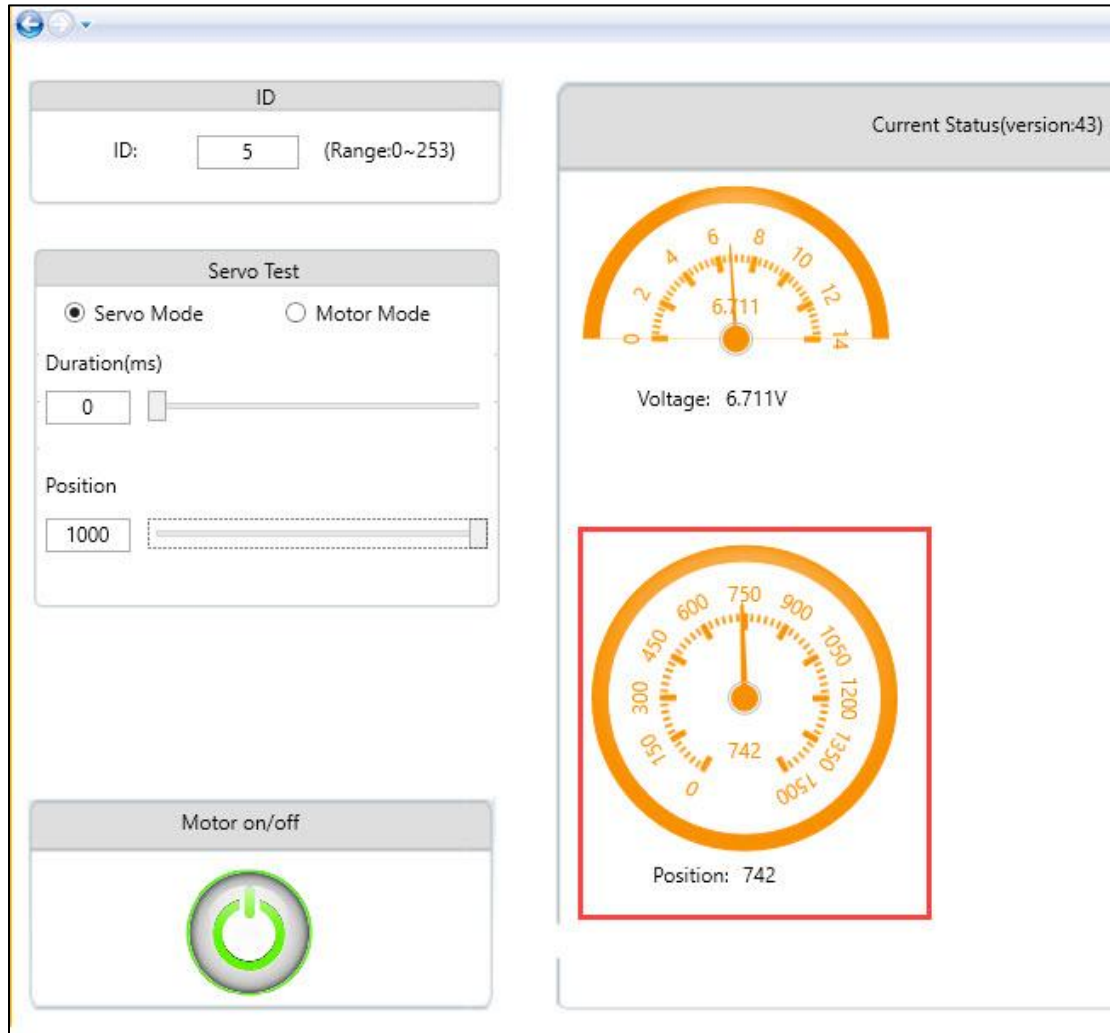 ID
ID: 5 (Range:0~253)
Servo Test
Servo Mode Motor Mode
Duration(ms)
0
Position
1000
Motor on/off
Current Status(version:43)
0 2 4 6 8 10 12 14
6.711
Voltage: 6.711V
0 150 300 450 600 750 900 1050 1200 1350 1500
742
Position: 742